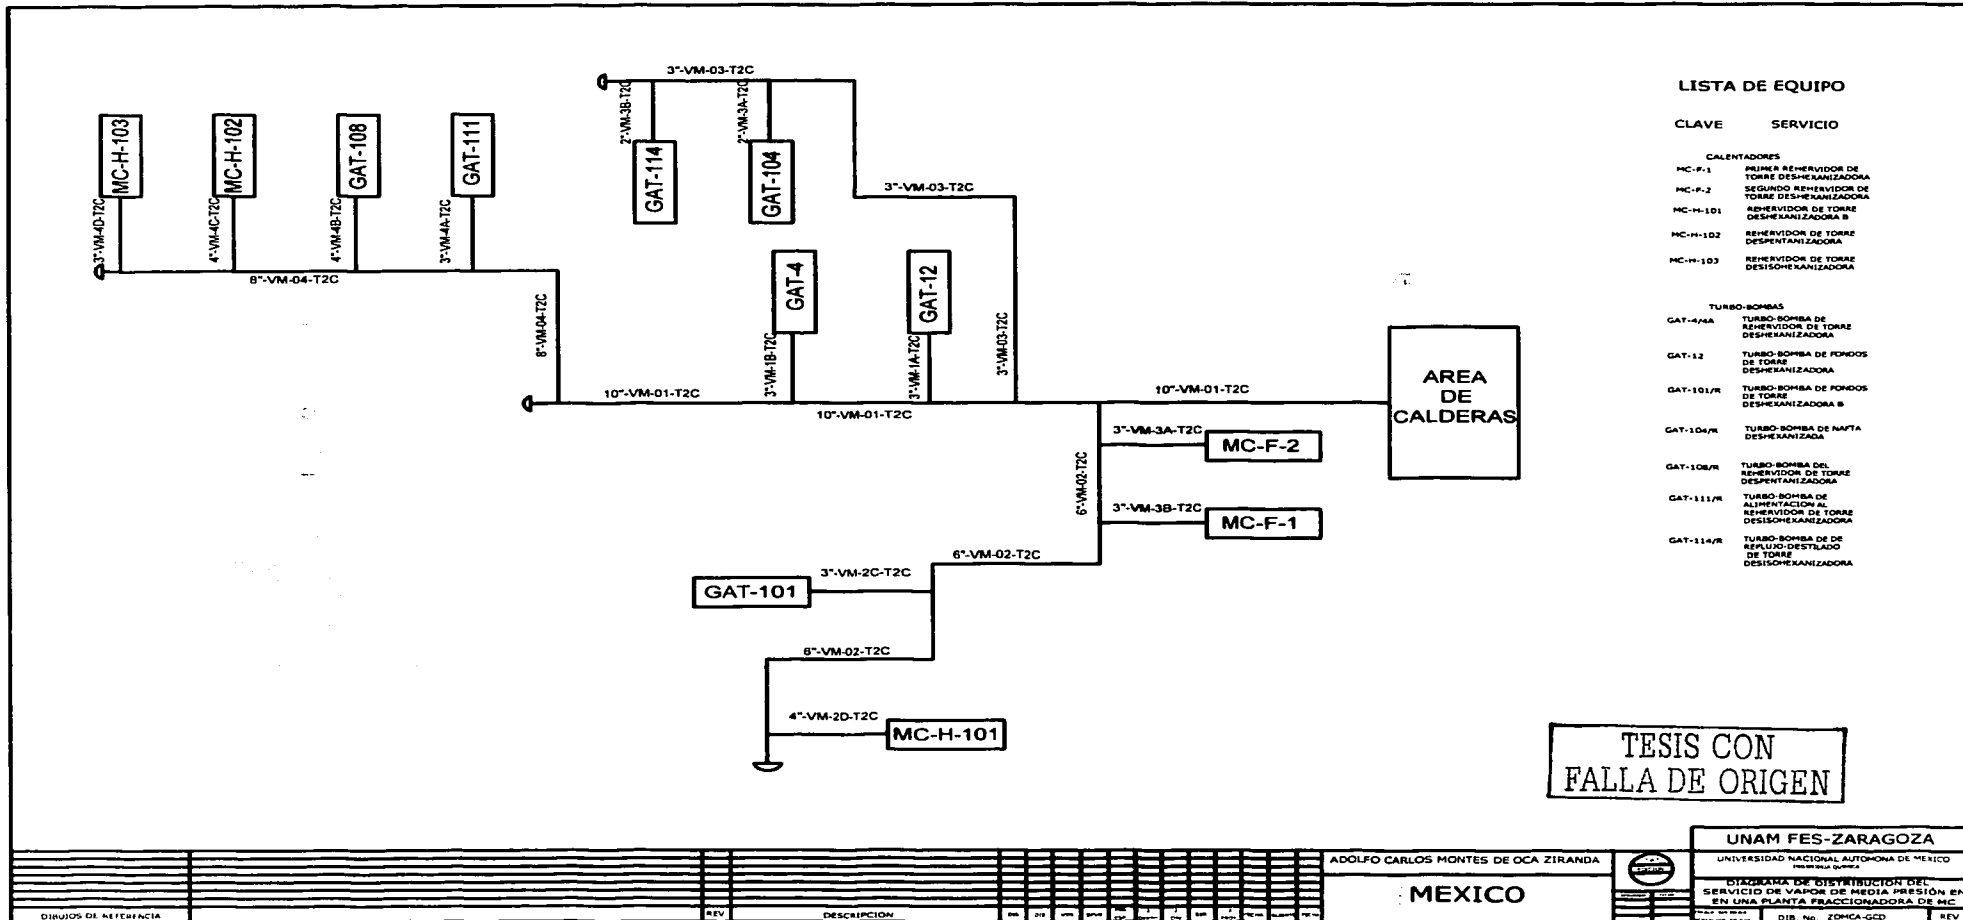 3"-VM-03-T2C
2"-VM-3B-T2C
2"-VM-3A-T2C
MC-H-103
MC-H-102
GAT-108
GAT-111
GAT-114
GAT-104
3"-VM-03-T2C
3"-VM-4D-T2C
4"-VM-4C-T2C
4"-VM-4B-T2C
3"-VM-4A-T2C
8"-VM-04-T2C
GAT-4
GAT-12
8"-VM-04-T2C
3"-VM-1B-T2C
3"-VM-1A-T2C
3"-VM-03-T2C
10"-VM-01-T2C
10"-VM-01-T2C
10"-VM-01-T2C
AREA
DE
CALDERAS
3"-VM-3A-T2C
MC-F-2
6"-VM-02-T2C
3"-VM-3B-T2C
MC-F-1
6"-VM-02-T2C
3"-VM-2C-T2C
GAT-101
6"-VM-02-T2C
4"-VM-2D-T2C
MC-H-101
LISTA DE EQUIPO
CLAVE SERVICIO
CALENTADORES
MC-F-1 PRIMER REHERVIDOR DE
TORRE DESHEXANIZADORA
MC-F-2 SEGUNDO REHERVIDOR DE
TORRE DESHEXANIZADORA
MC-H-101 REHERVIDOR DE TORRE
DESHEXANIZADORA B
MC-H-102 REHERVIDOR DE TORRE
DESPENTANIZADORA
MC-H-103 REHERVIDOR DE TORRE
DESISOHEXANIZADORA
TURBO-BOMBAS
GAT-4/4A TURBO-BOMBA DE
REHERVIDOR DE TORRE
DESHEXANIZADORA
GAT-12 TURBO-BOMBA DE FONDOS
DE TORRE
DESHEXANIZADORA
GAT-101/R TURBO-BOMBA DE FONDOS
DE TORRE
DESHEXANIZADORA B
GAT-104/R TURBO-BOMBA DE NAFTA
DESHEXANIZADA
GAT-108/R TURBO-BOMBA DEL
REHERVIDOR DE TORRE
DESPENTANIZADORA
GAT-111/R TURBO-BOMBA DE
ALIMENTACION AL
REHERVIDOR DE TORRE
DESISOHEXANIZADORA
GAT-114/R TURBO-BOMBA DE DE
REFLUJO-DESTILADO
DE TORRE
DESISOHEXANIZADORA
TESIS CON
FALLA DE ORIGEN
UNAM FES-ZARAGOZA
UNIVERSIDAD NACIONAL AUTOMONA DE MEXICO
INGENIERIA QUIMICA
DIAGRAMA DE DISTRIBUCIÓN DEL
SERVICIO DE VAPOR DE MEDIA PRESIÓN EN
EN UNA PLANTA FRACCIONADORA DE MC
DIB. No. ZDMCA-GCD REV
ADOLFO CARLOS MONTES DE OCA ZIRANDA
MEXICO
DIBUJOS DE REFERENCIA
REV
DESCRIPCION